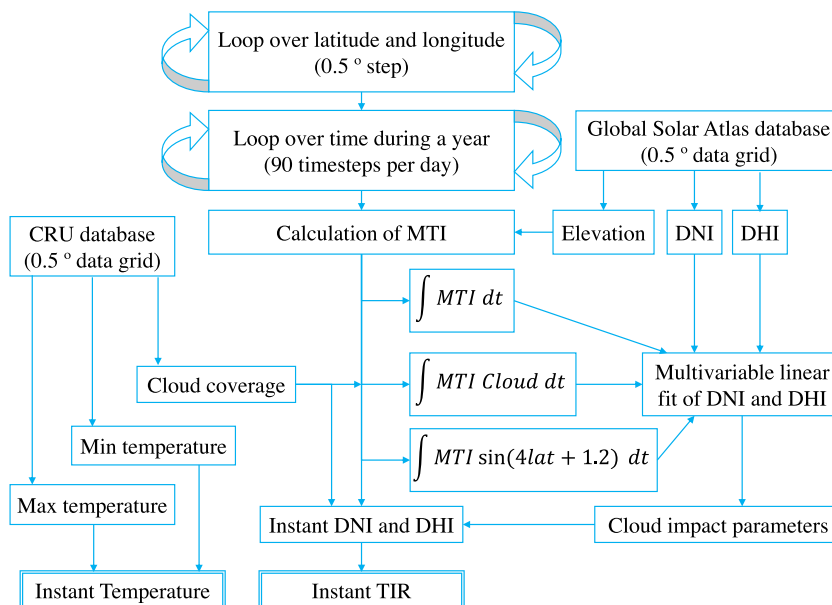 Loop over latitude and longitude
(0.5 º step)
Loop over time during a year
(90 timesteps per day)
Global Solar Atlas database
(0.5 º data grid)
CRU database
(0.5 º data grid)
Calculation of MTI
Elevation
DNI
DHI
∫ MTI dt
Cloud coverage
∫ MTI Cloud dt
Multivariable linear
fit of DNI and DHI
Min temperature
∫ MTI sin(4lat + 1.2) dt
Max temperature
Instant DNI and DHI
Cloud impact parameters
Instant Temperature
Instant TIR